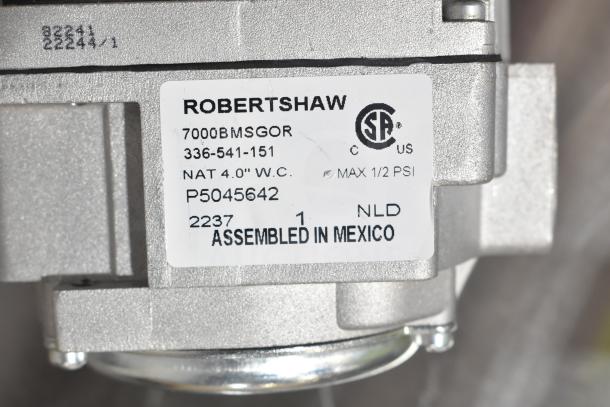 82241
22244/1
ROBERTSHAW
7000BMSGOR
336-541-151
NAT 4.0" W.C. MAX 1/2 PSI
P5045642
2237 1 NLD
ASSEMBLED IN MEXICO
CSA ®
C US